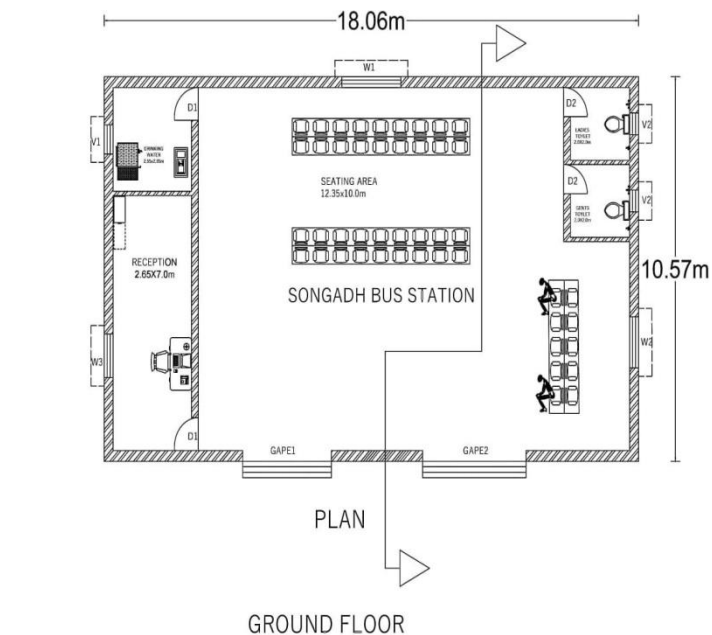 18.06m
W1
D1
D2
V1
DRINKING
WATER
V2
LADIES
TOILET
SEATING AREA
12.35x10.0m
D2
V2
GENTS
TOILET
RECEPTION
2.65X7.0m
10.57m
SONGADH BUS STATION
W3
W2
D1
GAPE1
GAPE2
PLAN
GROUND FLOOR